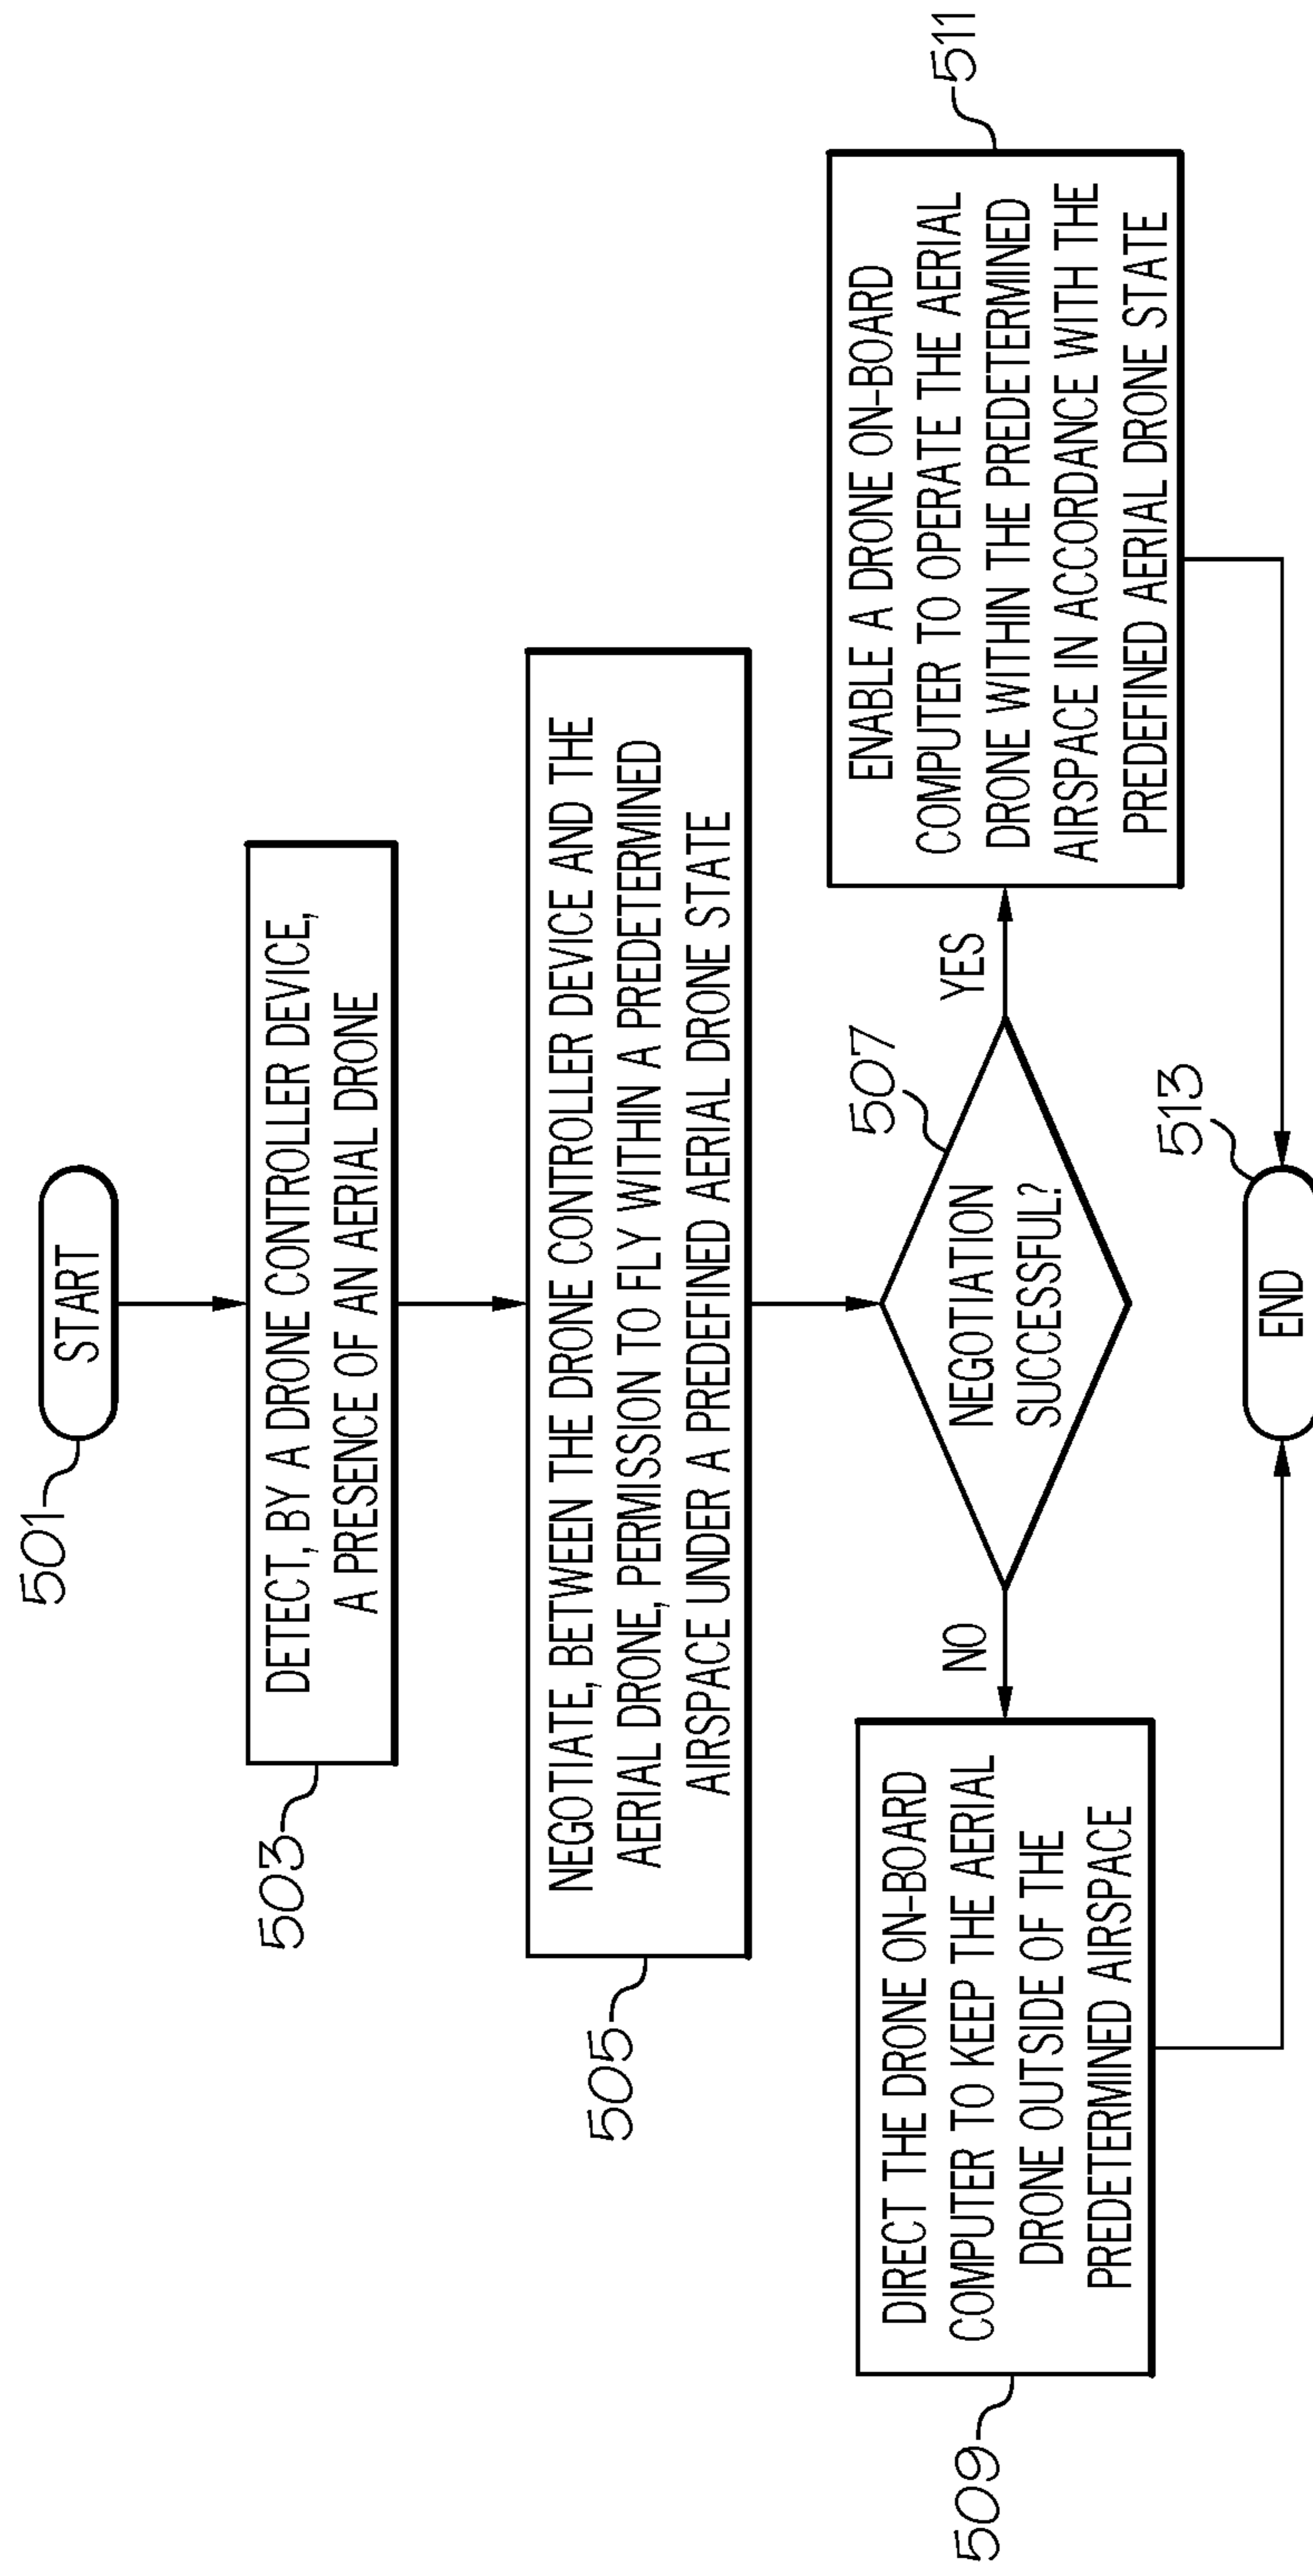 501
START
503
DETECT, BY A DRONE CONTROLLER DEVICE,
A PRESENCE OF AN AERIAL DRONE
505
NEGOTIATE, BETWEEN THE DRONE CONTROLLER DEVICE AND THE
AERIAL DRONE, PERMISSION TO FLY WITHIN A PREDETERMINED
AIRSPACE UNDER A PREDEFINED AERIAL DRONE STATE
507
NEGOTIATION
SUCCESSFUL?
NO
YES
509
DIRECT THE DRONE ON-BOARD
COMPUTER TO KEEP THE AERIAL
DRONE OUTSIDE OF THE
PREDETERMINED AIRSPACE
511
ENABLE A DRONE ON-BOARD
COMPUTER TO OPERATE THE AERIAL
DRONE WITHIN THE PREDETERMINED
AIRSPACE IN ACCORDANCE WITH THE
PREDEFINED AERIAL DRONE STATE
513
END